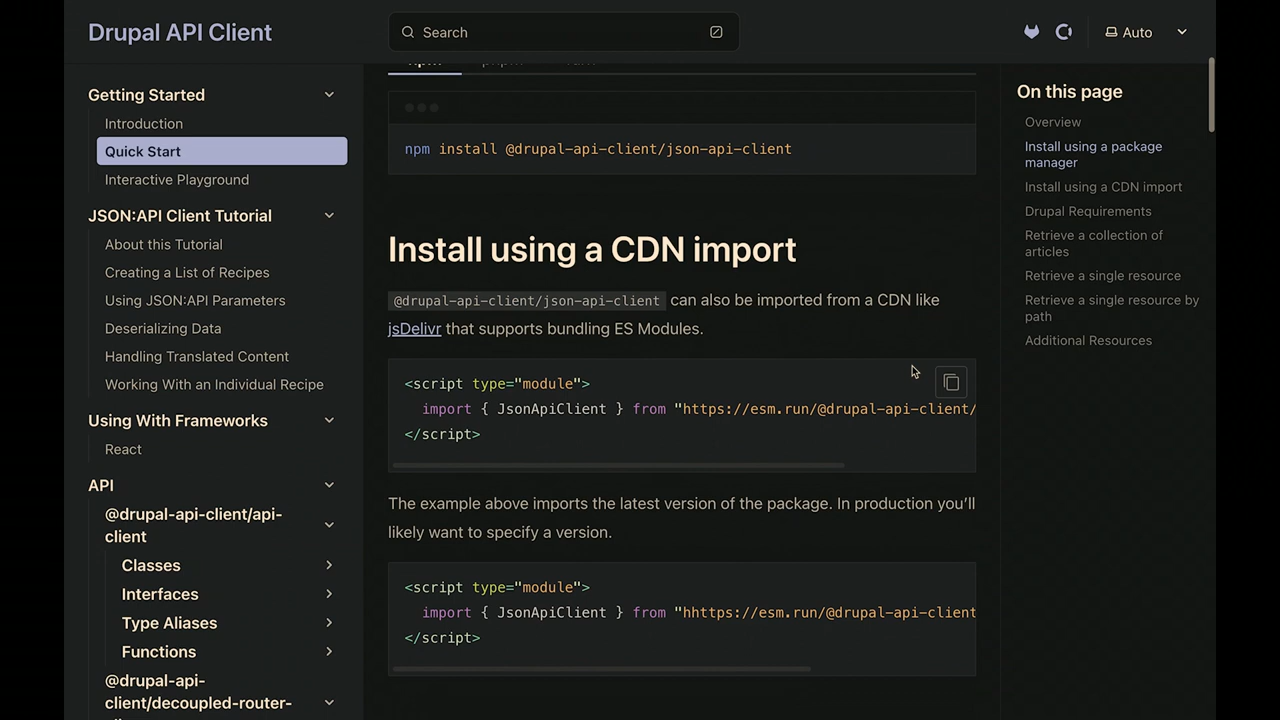 Drupal API Client
Search
Auto
Getting Started
Introduction
Quick Start
Interactive Playground
JSON:API Client Tutorial
About this Tutorial
Creating a List of Recipes
Using JSON:API Parameters
Deserializing Data
Handling Translated Content
Working With an Individual Recipe
Using With Frameworks
React
API
@drupal-api-client/api-
client
Classes
Interfaces
Type Aliases
Functions
@drupal-api-
client/decoupled-router-
npm install @drupal-api-client/json-api-client
Install using a CDN import
@drupal-api-client/json-api-client can also be imported from a CDN like
jsDelivr that supports bundling ES Modules.
<script type="module">
import { JsonApiClient } from "https://esm.run/@drupal-api-client/
</script>
The example above imports the latest version of the package. In production you’ll
likely want to specify a version.
<script type="module">
import { JsonApiClient } from "hhttps://esm.run/@drupal-api-client
</script>
On this page
Overview
Install using a package
manager
Install using a CDN import
Drupal Requirements
Retrieve a collection of
articles
Retrieve a single resource
Retrieve a single resource by
path
Additional Resources